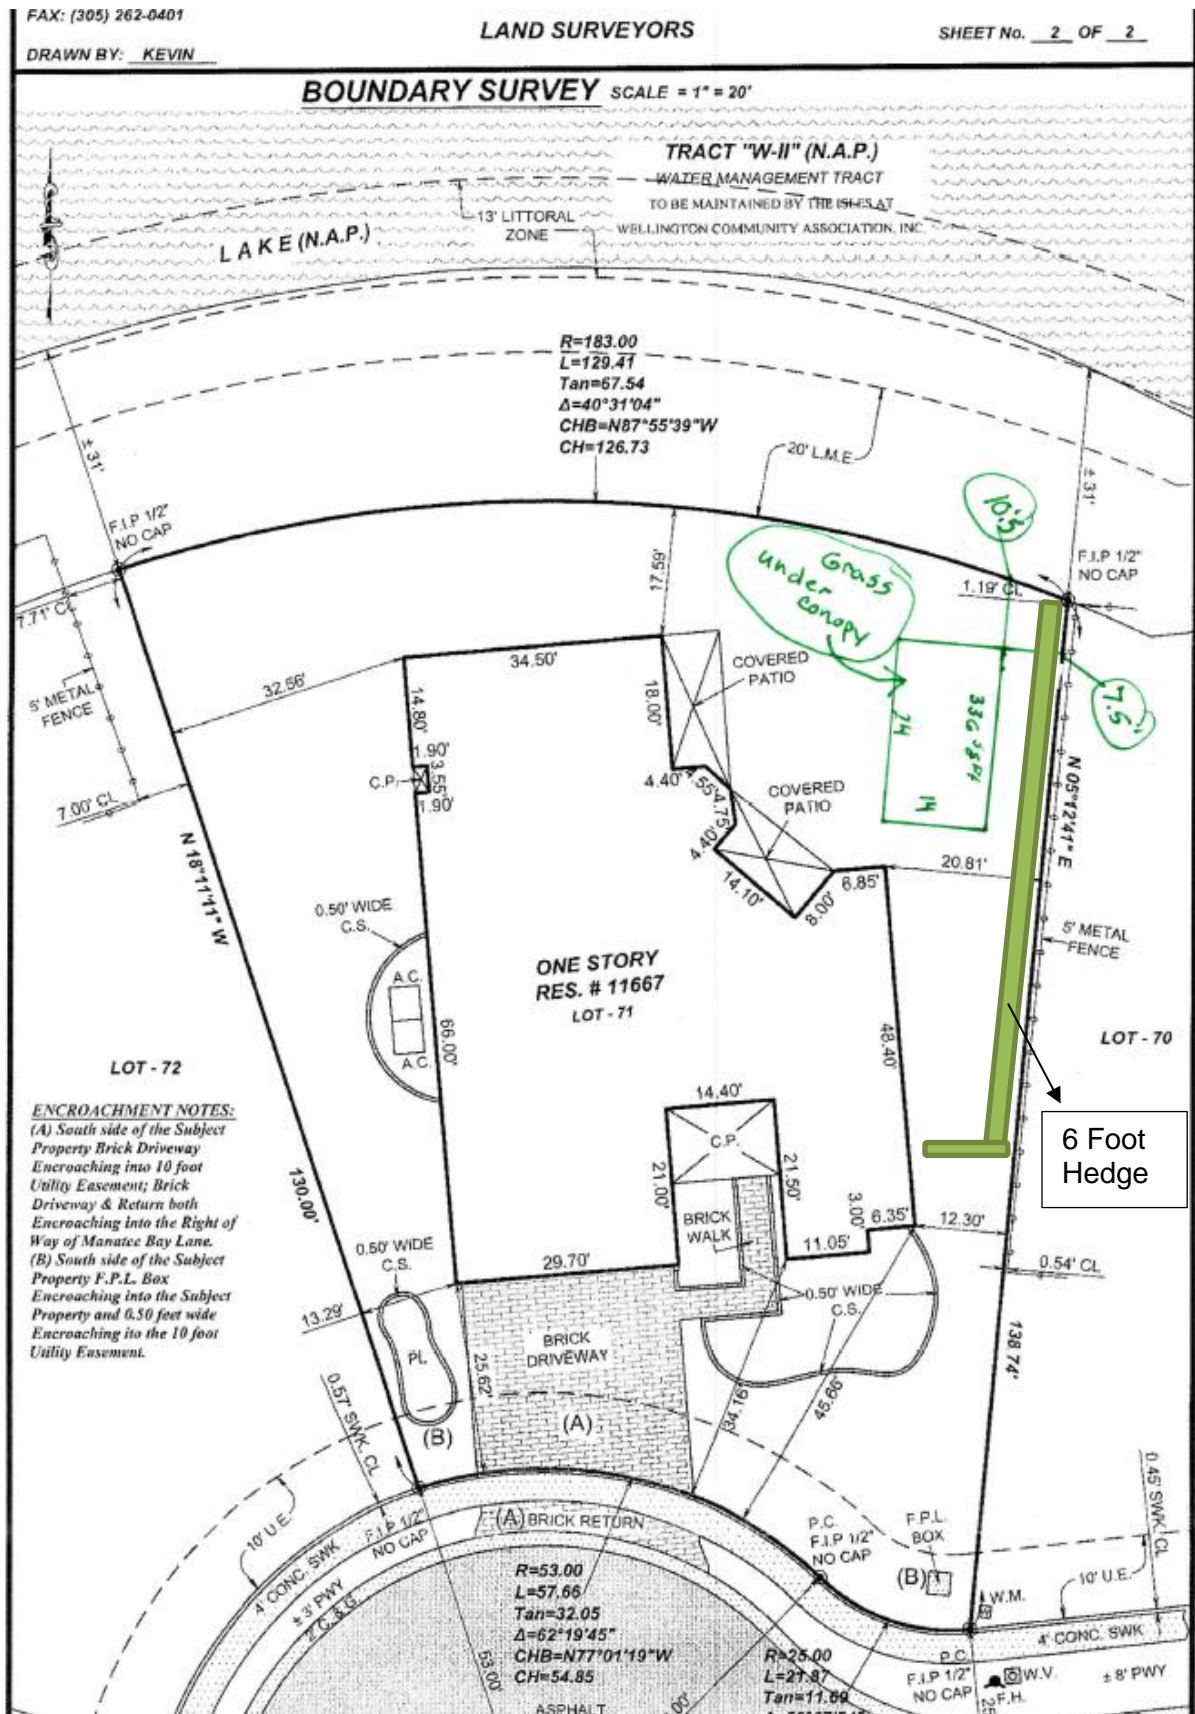 FAX: (305) 262-0401
LAND SURVEYORS
SHEET No. 2 OF 2
DRAWN BY: KEVIN
BOUNDARY SURVEY SCALE = 1" = 20'
TRACT "W-II" (N.A.P.)
WATER MANAGEMENT TRACT
TO BE MAINTAINED BY THE ISLES AT
WELLINGTON COMMUNITY ASSOCIATION, INC.
13' LITTORAL
ZONE
LAKE (N.A.P.)
R=183.00
L=129.41
Tan=67.54
Δ=40°31'04"
CHB=N87°55'39"W
CH=126.73
20' L.M.E.
± 31'
± 31'
F.I.P 1/2"
NO CAP
10.5'
F.I.P 1/2"
NO CAP
1.19' CL
Grass
under
conopy
17.59'
7.71' CL
5' METAL
FENCE
32.56'
34.50'
COVERED
PATIO
18.00'
14.80'
1.90'
C.P.
3.55'
1.90'
4.40'
4.55'
4.75'
4.40'
COVERED
PATIO
24
336 sqft
14
7.5'
N 05°12'41" E
7.00' CL
N 18°11'11" W
14.10'
8.00'
6.85'
20.81'
0.50' WIDE
C.S.
A.C.
A.C.
66.00'
ONE STORY
RES. # 11667
LOT - 71
48.40'
5' METAL
FENCE
LOT - 70
LOT - 72
6 Foot
Hedge
ENCROACHMENT NOTES:
(A) South side of the Subject
Property Brick Driveway
Encroaching into 10 foot
Utility Easement; Brick
Driveway & Return both
Encroaching into the Right of
Way of Manatee Bay Lane.
(B) South side of the Subject
Property F.P.L. Box
Encroaching into the Subject
Property and 0.50 feet wide
Encroaching ito the 10 foot
Utility Easement.
130.00'
14.40'
C.P.
21.00'
21.50'
BRICK
WALK
3.00'
6.35'
11.05'
12.30'
0.54' CL
0.50' WIDE
C.S.
29.70'
0.50' WIDE
C.S.
13.29'
PL.
BRICK
DRIVEWAY
25.62'
34.16'
45.66'
138.74'
0.57' SWK. CL
(B)
(A)
0.45' SWK. CL
10' U.E.
F.I.P 1/2"
NO CAP
(A) BRICK RETURN
P.C.
F.I.P 1/2"
NO CAP
F.P.L.
BOX
(B)
W.M.
10' U.E.
4' CONC. SWK
± 3' PWY
2' C. & G.
4' CONC. SWK
R=53.00
L=57.66
Tan=32.05
Δ=62°19'45"
CHB=N77°01'19"W
CH=54.85
53.00'
ASPHALT
R=25.00
L=21.87
Tan=11.69
P.C.
F.I.P 1/2"
NO CAP
W.V.
F.H.
± 8' PWY